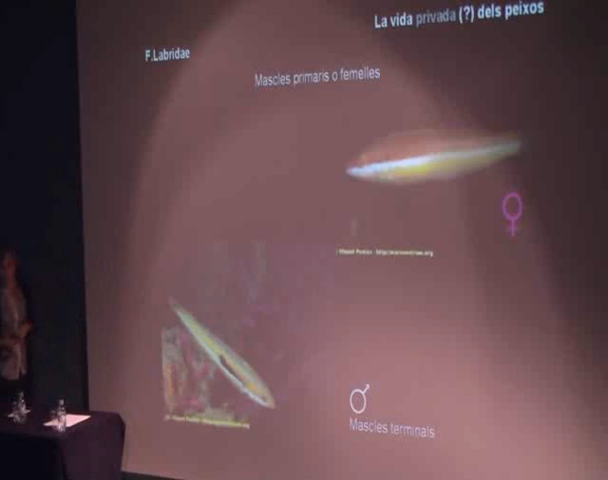 La vida privada (?) dels peixos
F.Labridae
Mascles primaris o femelles
♀
♂
Mascles terminals